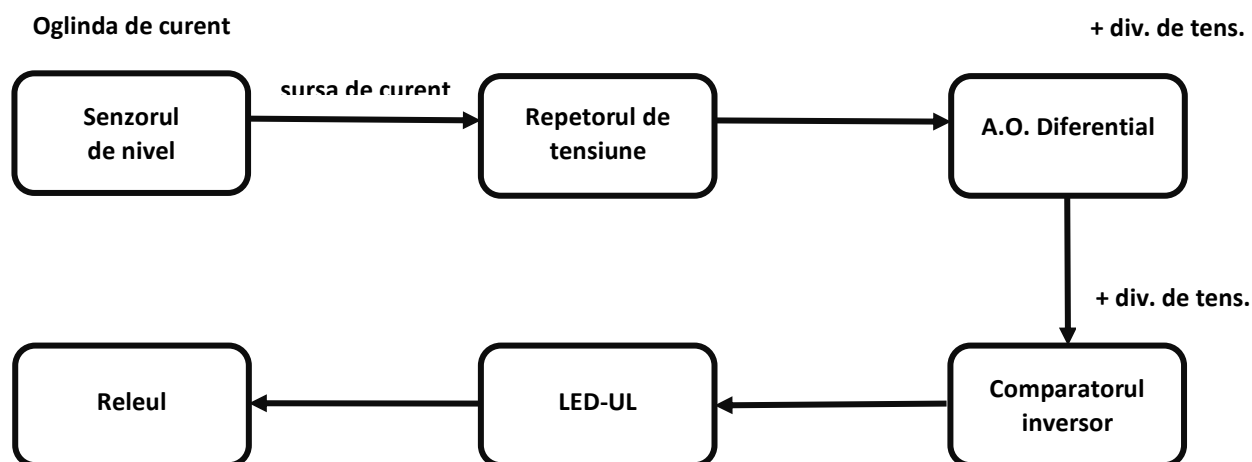 Oglinda de curent
+ div. de tens.
Senzorul
de nivel
sursa de curent
Repetorul de
tensiune
A.O. Diferential
+ div. de tens.
Releul
LED-UL
Comparatorul
inversor